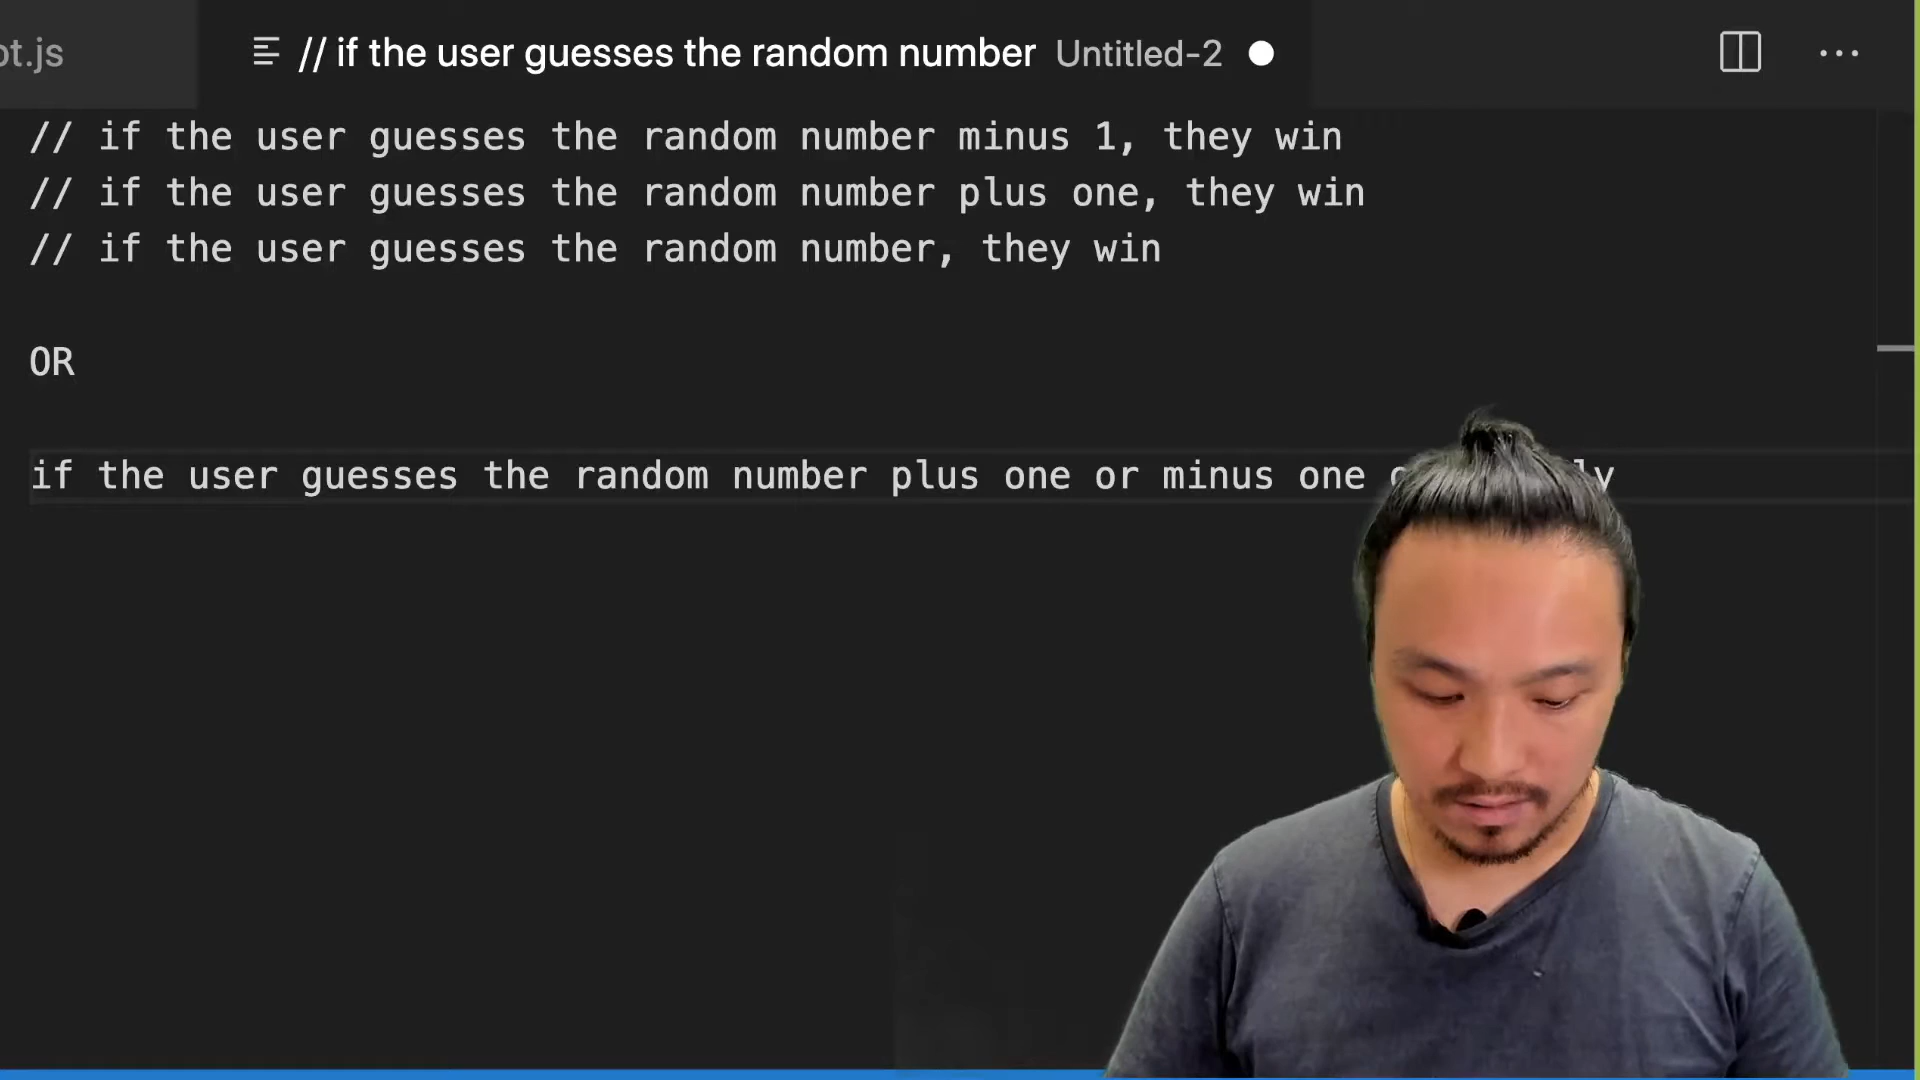 ot.js
// if the user guesses the random number Untitled-2
// if the user guesses the random number minus 1, they win
// if the user guesses the random number plus one, they win
// if the user guesses the random number, they win
OR
if the user guesses the random number plus one or minus one